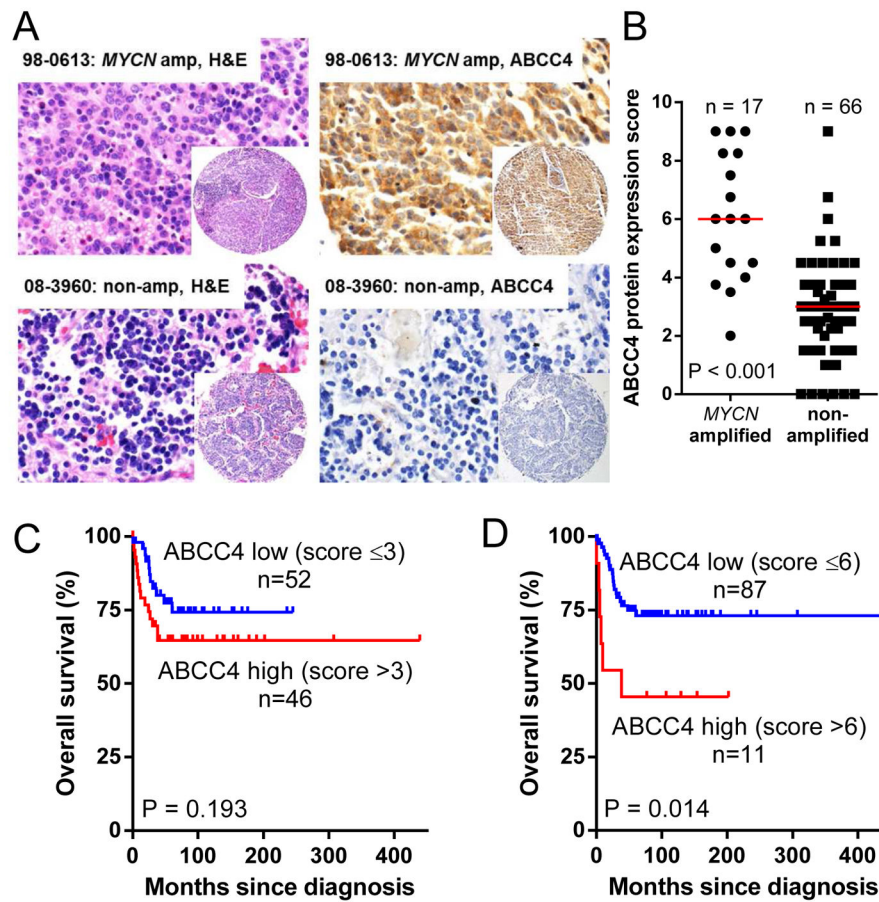 A
98-0613: MYCN amp, H&E
98-0613: MYCN amp, ABCC4
08-3960: non-amp, H&E
08-3960: non-amp, ABCC4
B
ABCC4 protein expression score
10
8
6
4
2
0
n = 17
n = 66
P < 0.001
MYCN
amplified
non-
amplified
C
Overall survival (%)
100
75
50
25
0
ABCC4 low (score ≤3)
n=52
ABCC4 high (score >3)
n=46
P = 0.193
0 100 200 300 400
Months since diagnosis
D
Overall survival (%)
100
75
50
25
0
ABCC4 low (score ≤6)
n=87
ABCC4 high (score >6)
n=11
P = 0.014
0 100 200 300 400
Months since diagnosis